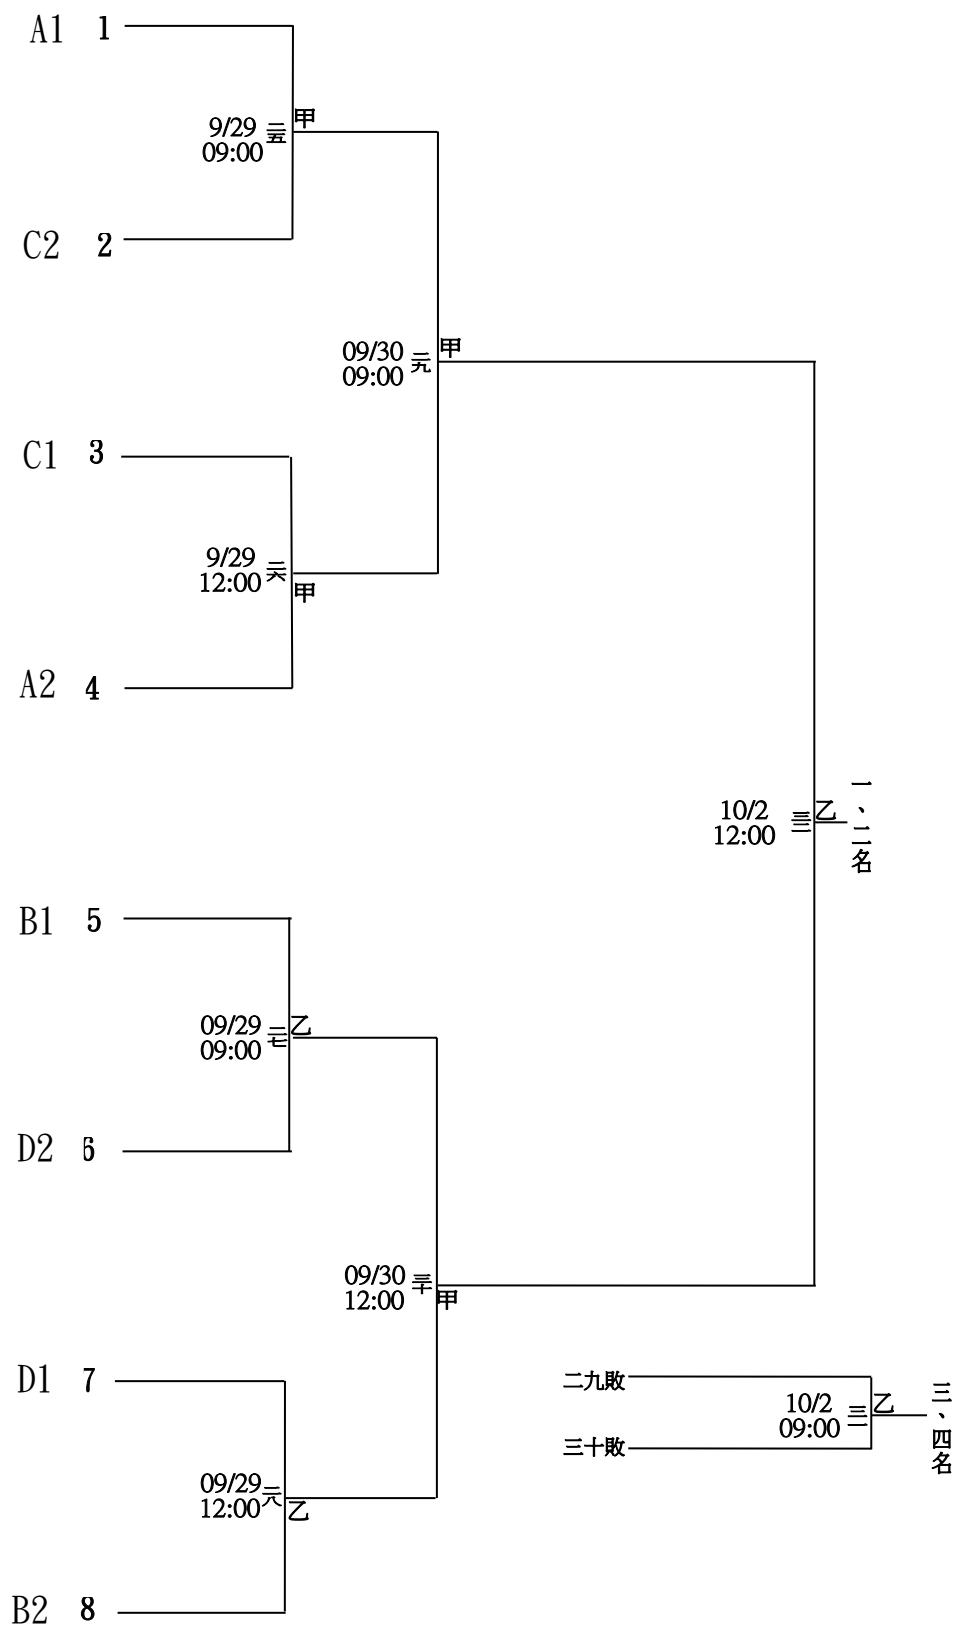 A1 1
甲
9/29 二五
09:00
C2 2
甲
09/30 二九
09:00
C1 3
9/29 二六
12:00
甲
A2 4
10/2 三二
12:00
乙
一、二名
B1 5
乙
09/29 二七
09:00
D2 6
09/30 三十
12:00
甲
D1 7
二九敗
10/2 三一
09:00
乙
三十敗
三、四名
09/29 二八
12:00
乙
B2 8